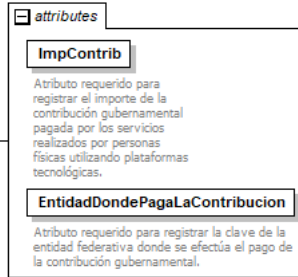 attributes
ImpContrib
Atributo requerido para
registrar el importe de la
contribución gubernamental
pagada por los servicios
realizados por personas
físicas utilizando plataformas
tecnológicas.
EntidadDondePagaLaContribucion
Atributo requerido para registrar la clave de la
entidad federativa donde se efectúa el pago de
la contribución gubernamental.